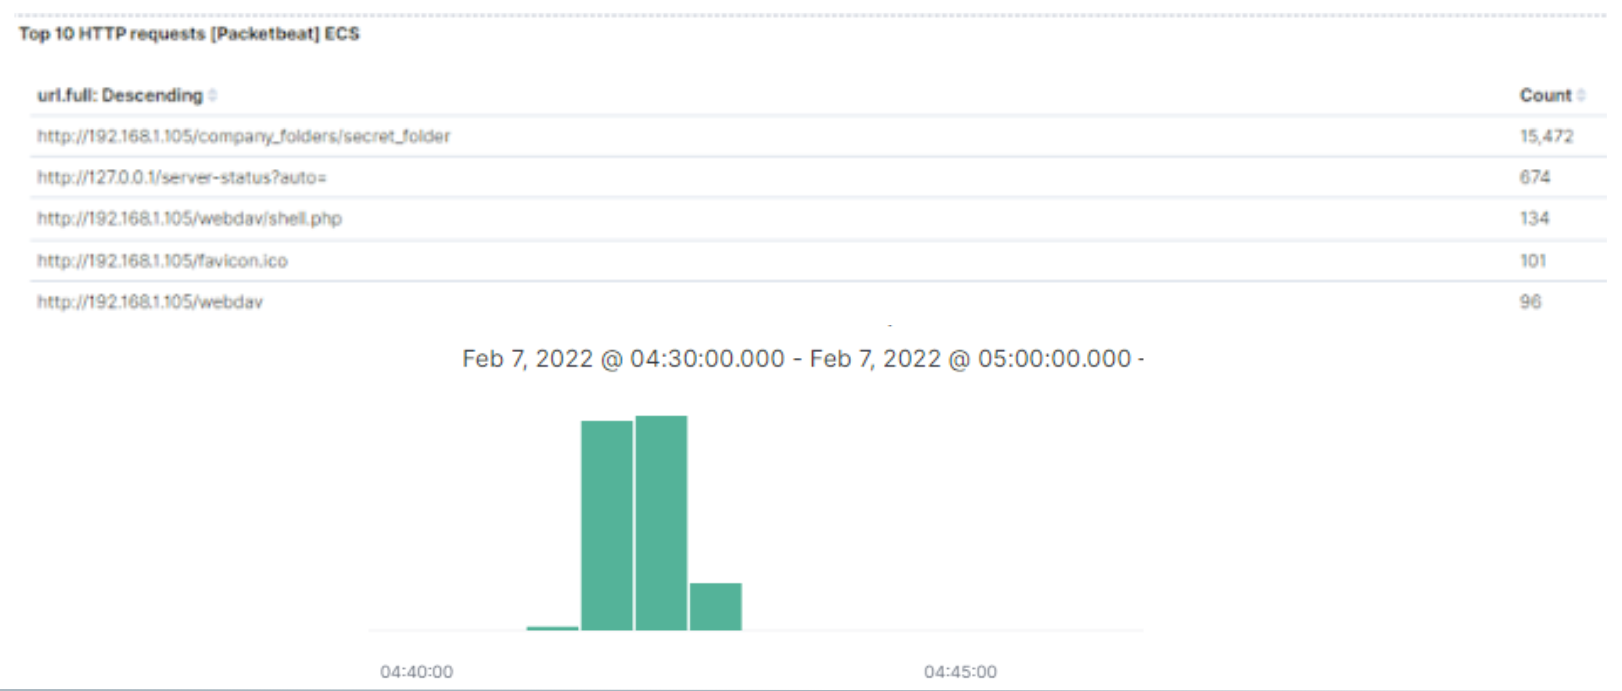 Top 10 HTTP requests [Packetbeat] ECS
url.full: Descending Count
http://192.168.1.105/company_folders/secret_folder 15,472
http://127.0.0.1/server-status?auto= 674
http://192.168.1.105/webdav/shell.php 134
http://192.168.1.105/favicon.ico 101
http://192.168.1.105/webdav 96
Feb 7, 2022 @ 04:30:00.000 - Feb 7, 2022 @ 05:00:00.000 -
04:40:00 04:45:00